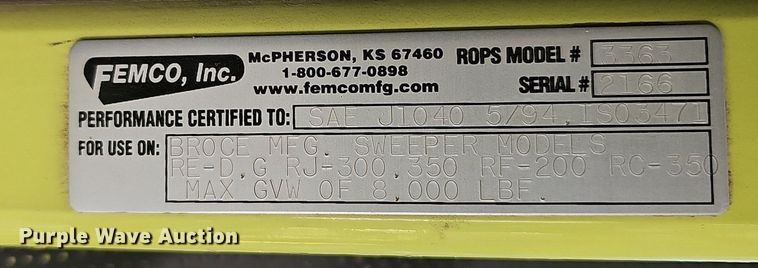 FEMCO, Inc.
McPHERSON, KS 67460
1-800-677-0898
www.femcomfg.com
ROPS MODEL # 3363
SERIAL # 2166
PERFORMANCE CERTIFIED TO: SAE J1040 5/94, ISO3471
FOR USE ON: BROCE MFG. SWEEPER MODELS
RE-D,G RJ-300,350 RF-200 RC-350
MAX GVW OF 8,000 LBF.
Purple Wave Auction